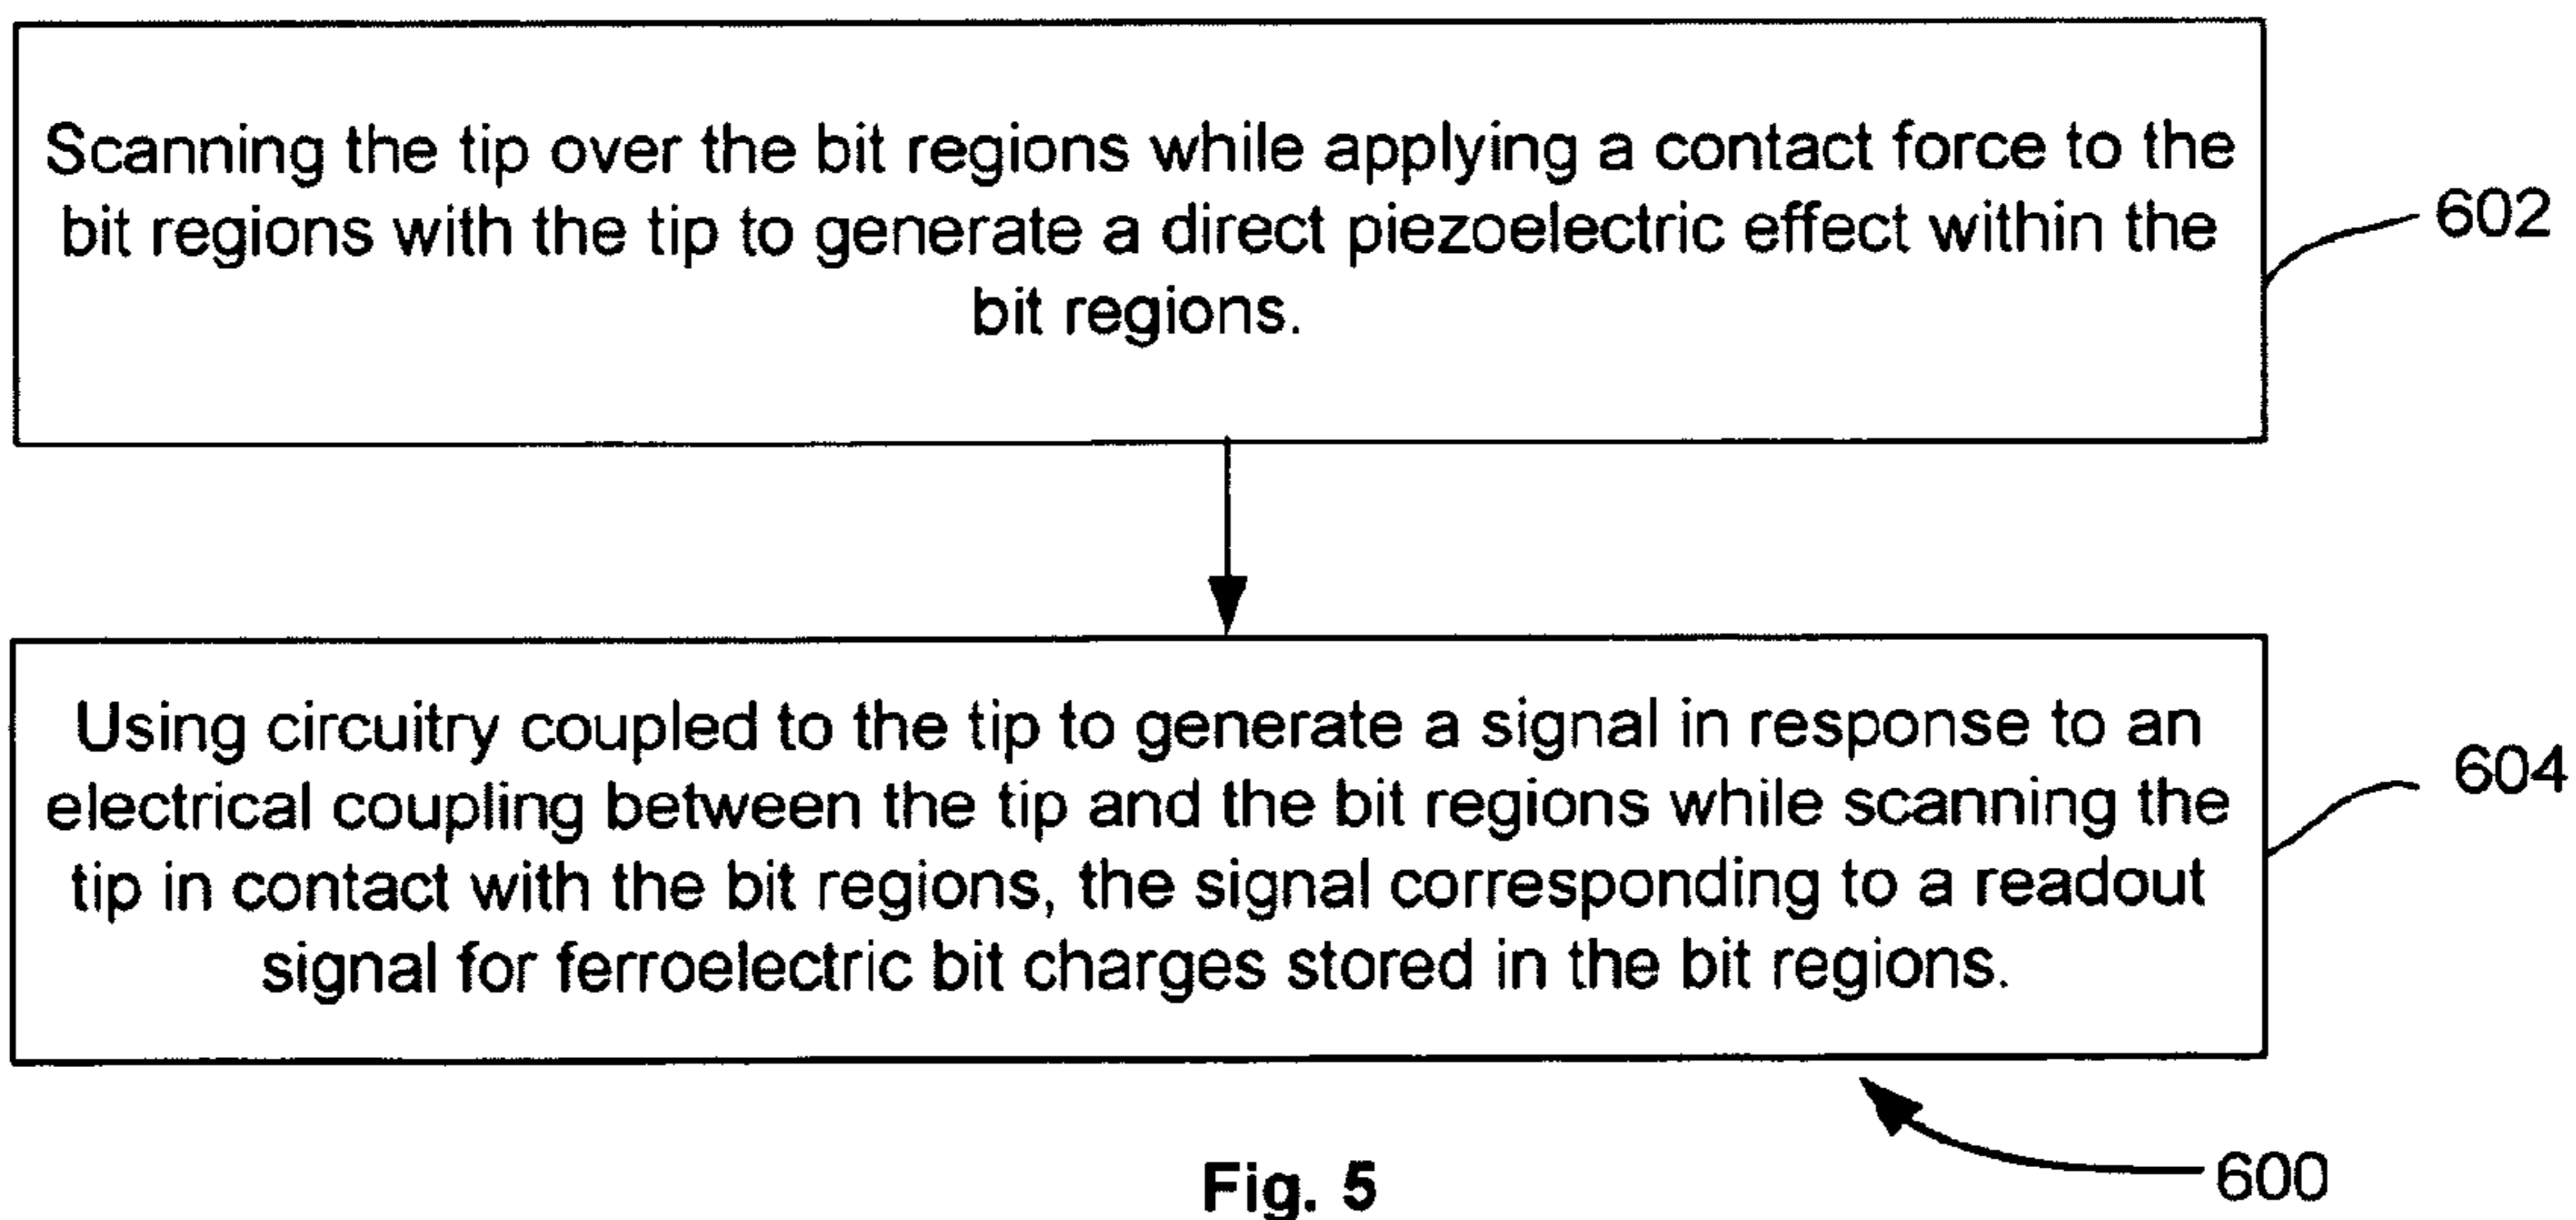 Scanning the tip over the bit regions while applying a contact force to the
bit regions with the tip to generate a direct piezoelectric effect within the
bit regions.
602
Using circuitry coupled to the tip to generate a signal in response to an
electrical coupling between the tip and the bit regions while scanning the
tip in contact with the bit regions, the signal corresponding to a readout
signal for ferroelectric bit charges stored in the bit regions.
604
600
Fig. 5